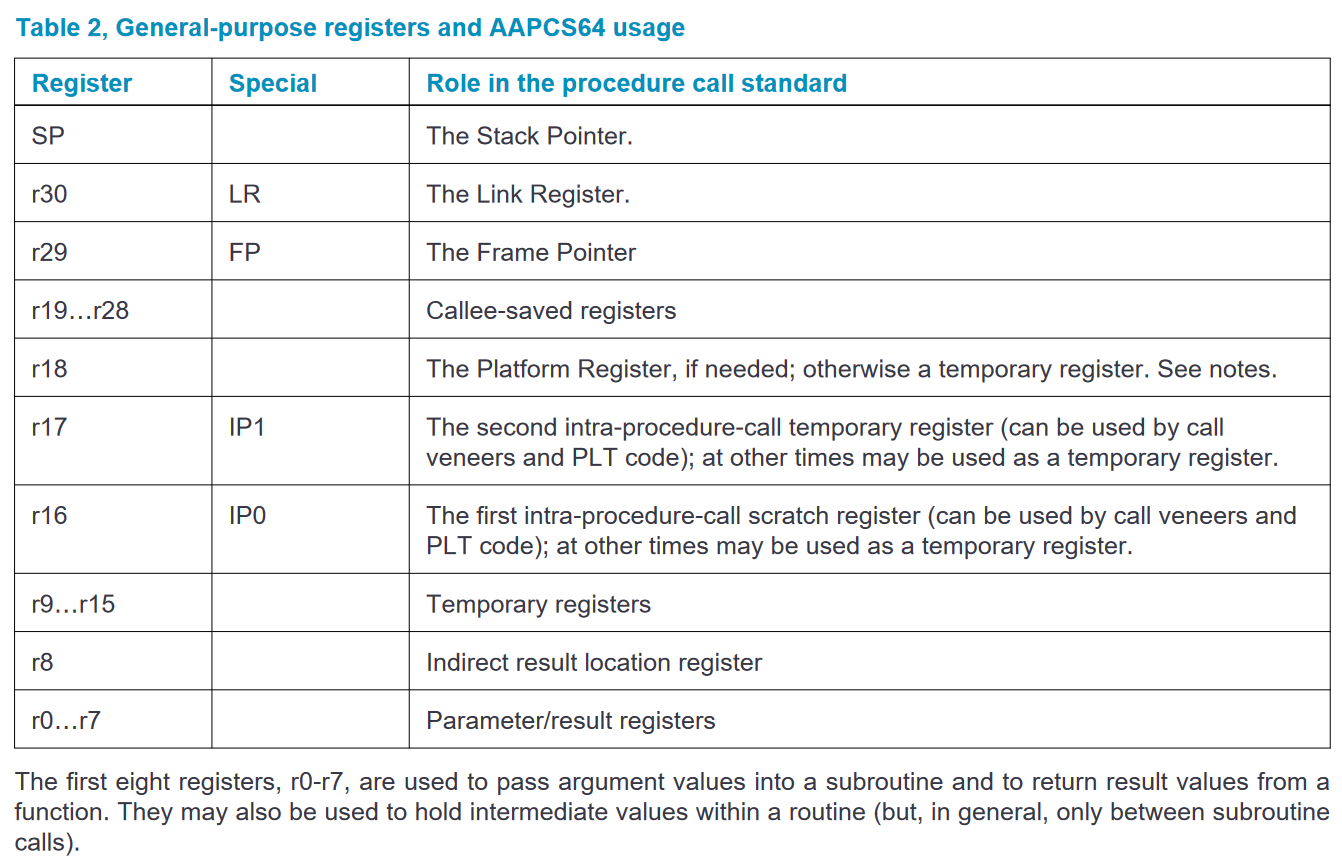 Table 2, General-purpose registers and AAPCS64 usage
Register Special Role in the procedure call standard
SP The Stack Pointer.
r30 LR The Link Register.
r29 FP The Frame Pointer
r19…r28 Callee-saved registers
r18 The Platform Register, if needed; otherwise a temporary register. See notes.
r17 IP1 The second intra-procedure-call temporary register (can be used by call
veneers and PLT code); at other times may be used as a temporary register.
r16 IP0 The first intra-procedure-call scratch register (can be used by call veneers and
PLT code); at other times may be used as a temporary register.
r9…r15 Temporary registers
r8 Indirect result location register
r0…r7 Parameter/result registers
The first eight registers, r0-r7, are used to pass argument values into a subroutine and to return result values from a
function. They may also be used to hold intermediate values within a routine (but, in general, only between subroutine
calls).